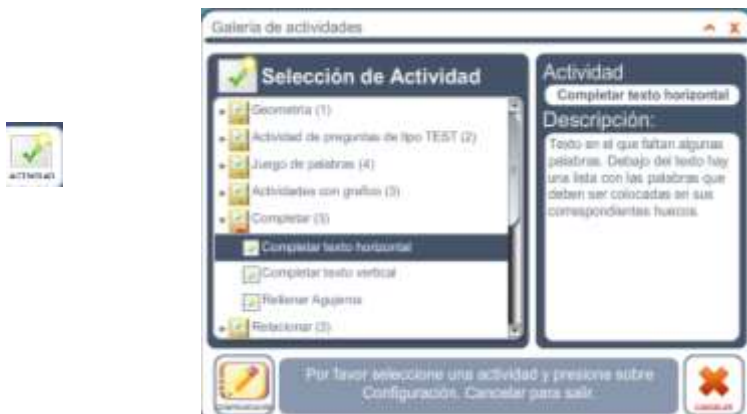 Galería de actividades
ACTIVIDAD
Selección de Actividad
Geometría (1)
Actividad de preguntas de tipo TEST (2)
Juego de palabras (4)
Actividades con grafico (3)
Completar (3)
Completar texto horizontal
Completar texto vertical
Rellenar Agujeros
Relacionar (3)
Actividad
Completar texto horizontal
Descripción:
Texto en el que faltan algunas
palabras. Debajo del texto hay
una lista con las palabras que
deben ser colocadas en sus
correspondientes huecos.
Por favor seleccione una actividad y presione sobre
Configuración. Cancelar para salir.
CONFIGURACIÓN
CANCELAR